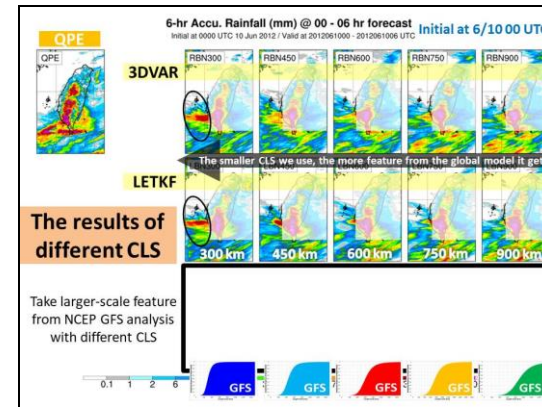 6-hr Accu. Rainfall (mm) @ 00 - 06 hr forecast
Initial at 6/10 00 UTC
Initial at 0000 UTC 10 Jun 2012 / Valid at 2012061000 - 2012061006 UTC
QPE
QPE
RBN300 RBN450 RBN600 RBN750 RBN900
3DVAR
The smaller CLS we use, the more feature from the global model it get
LETKF
The results of
different CLS
300 km 450 km 600 km 750 km 900 km
Take larger-scale feature
from NCEP GFS analysis
with different CLS
0.1 1 2 6
GFS GFS GFS GFS GFS